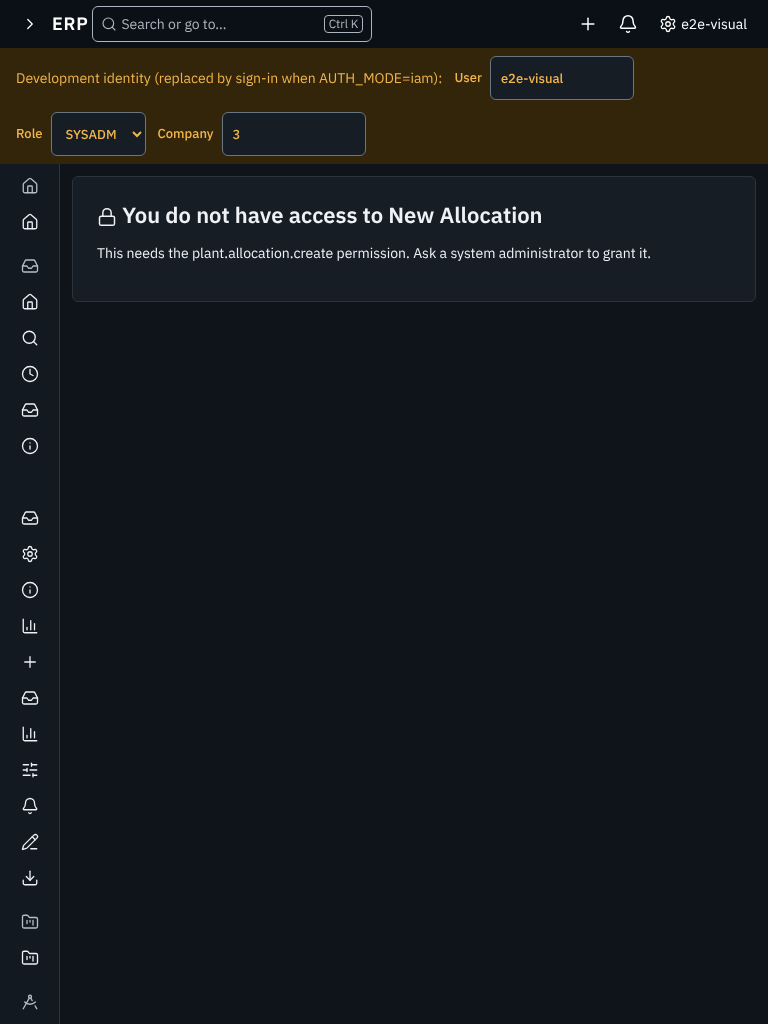 ERP Search or go to... Ctrl K e2e-visual
Development identity (replaced by sign-in when AUTH_MODE=iam): User e2e-visual
Role SYSADM Company 3
You do not have access to New Allocation
This needs the plant.allocation.create permission. Ask a system administrator to grant it.